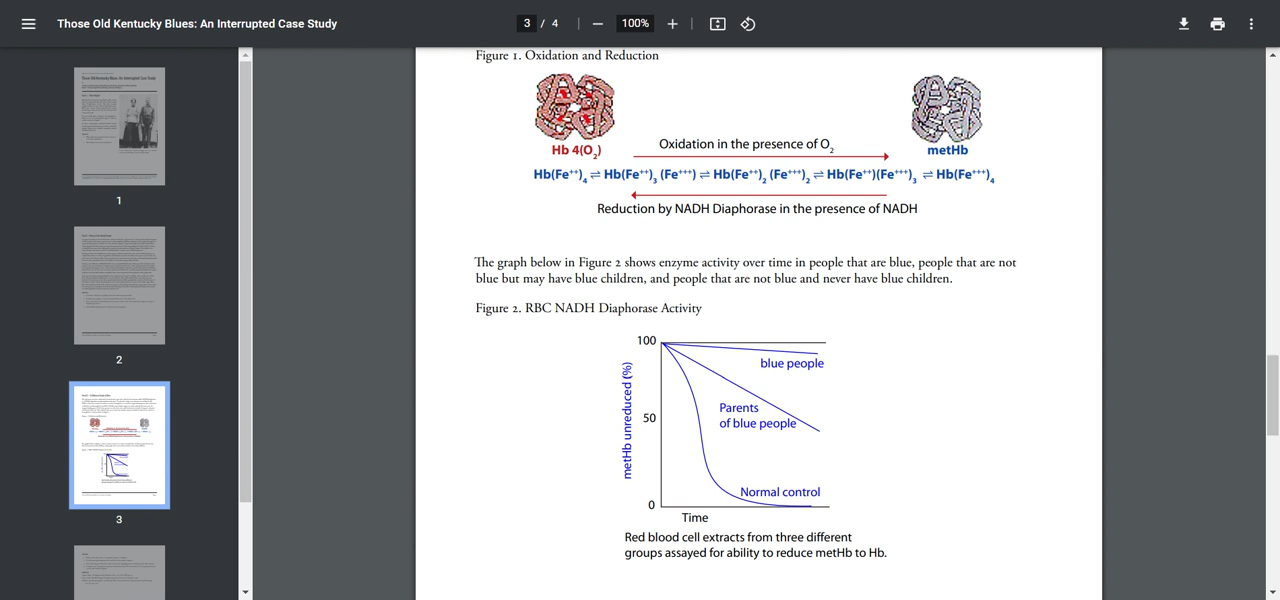 Those Old Kentucky Blues: An Interrupted Case Study
3 / 4
100%
1
2
3
Figure 1. Oxidation and Reduction
Hb 4(O₂)
Oxidation in the presence of O₂
metHb
Hb(Fe⁺⁺)₄ ⇌ Hb(Fe⁺⁺)₃ (Fe⁺⁺⁺) ⇌ Hb(Fe⁺⁺)₂ (Fe⁺⁺⁺)₂ ⇌ Hb(Fe⁺⁺)(Fe⁺⁺⁺)₃ ⇌ Hb(Fe⁺⁺⁺)₄
Reduction by NADH Diaphorase in the presence of NADH
The graph below in Figure 2 shows enzyme activity over time in people that are blue, people that are not
blue but may have blue children, and people that are not blue and never have blue children.
Figure 2. RBC NADH Diaphorase Activity
100
50
0
metHb unreduced (%)
blue people
Parents
of blue people
Normal control
Time
Red blood cell extracts from three different
groups assayed for ability to reduce metHb to Hb.